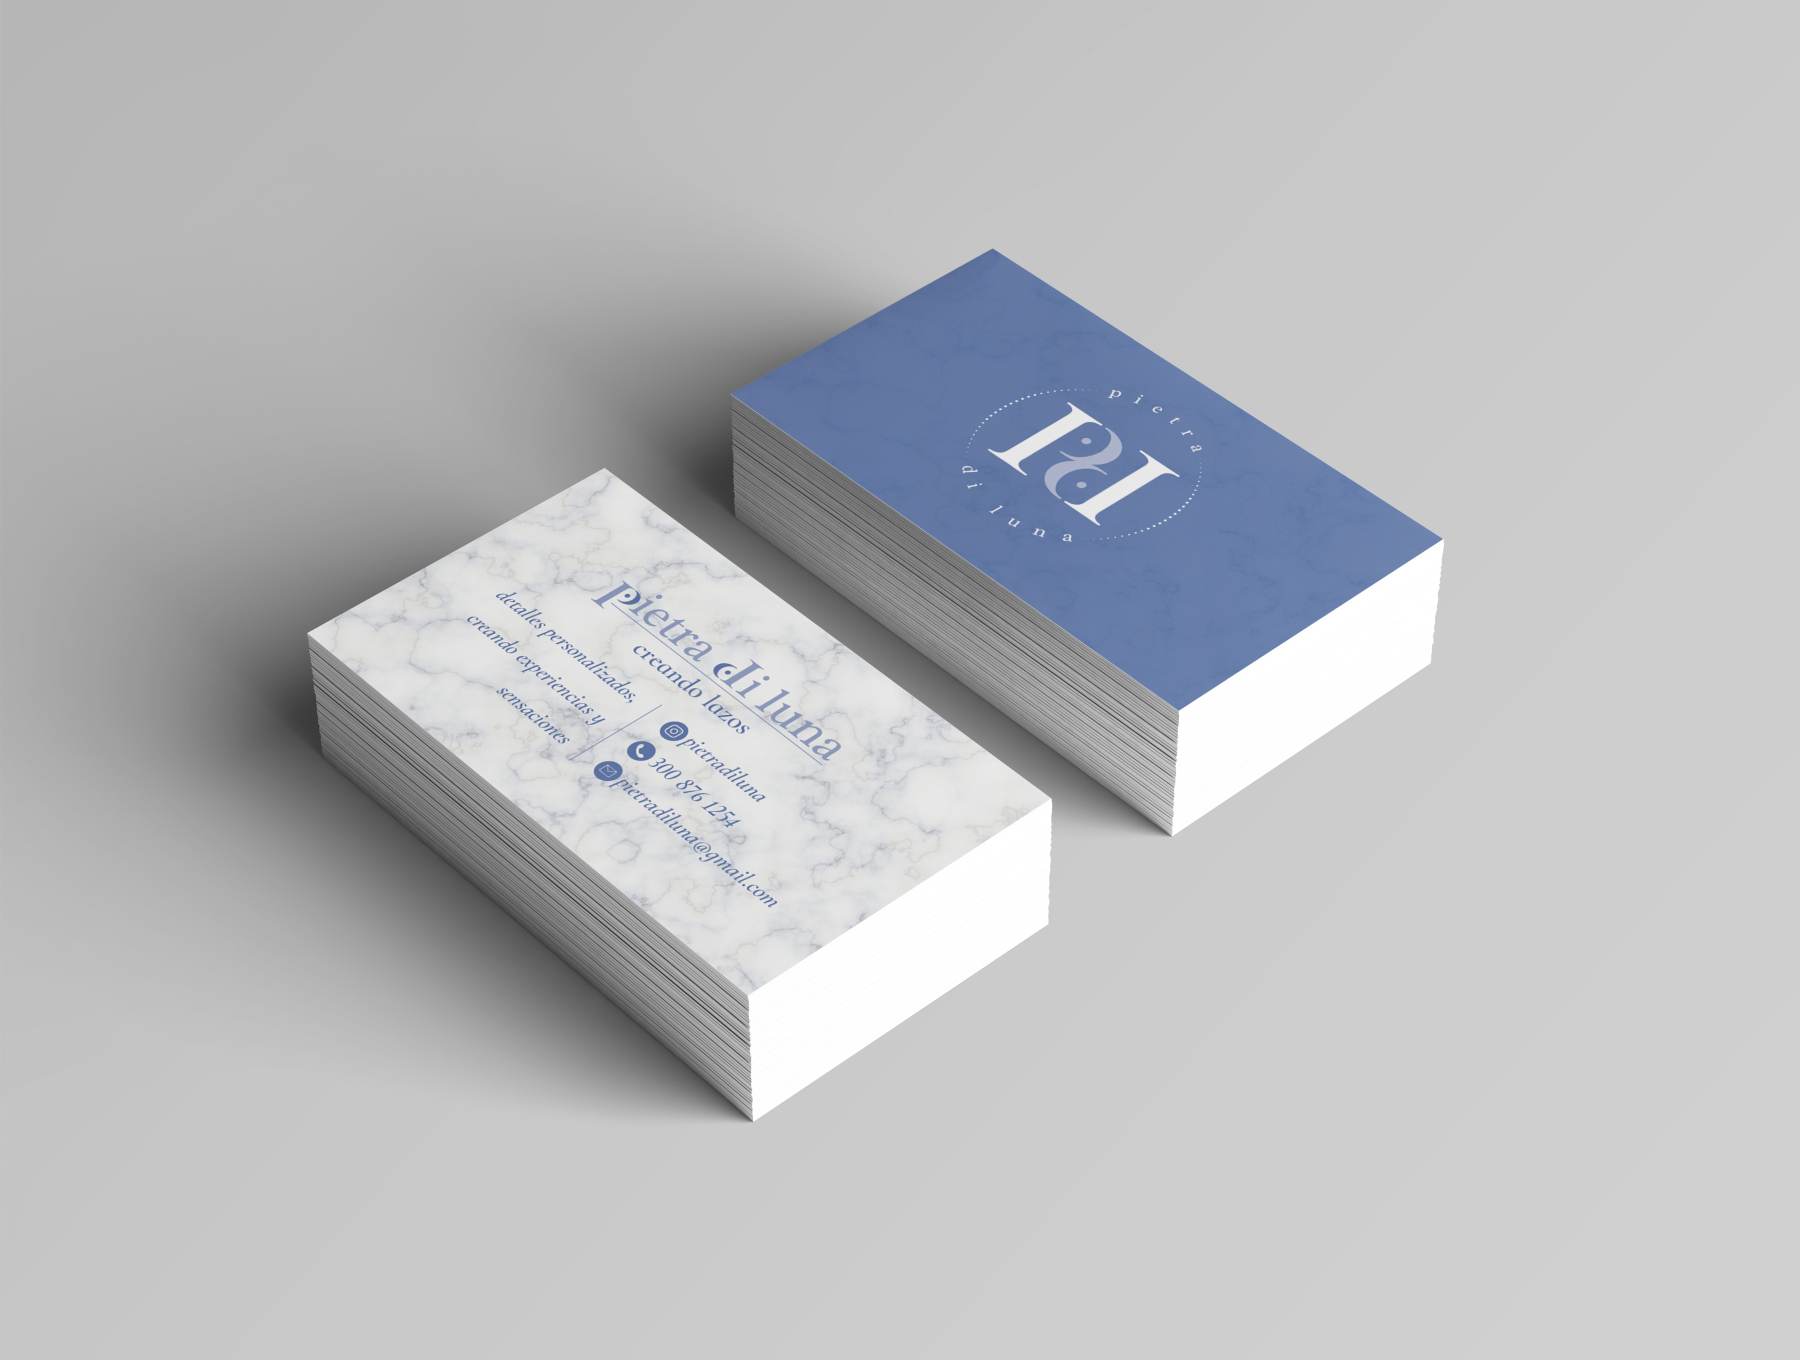 pietra di luna
creando lazos
detalles personalizados,
creando experiencias y
sensaciones
pietradiluna
300 876 1254
pietradiluna@gmail.com
pd
pietra
di luna